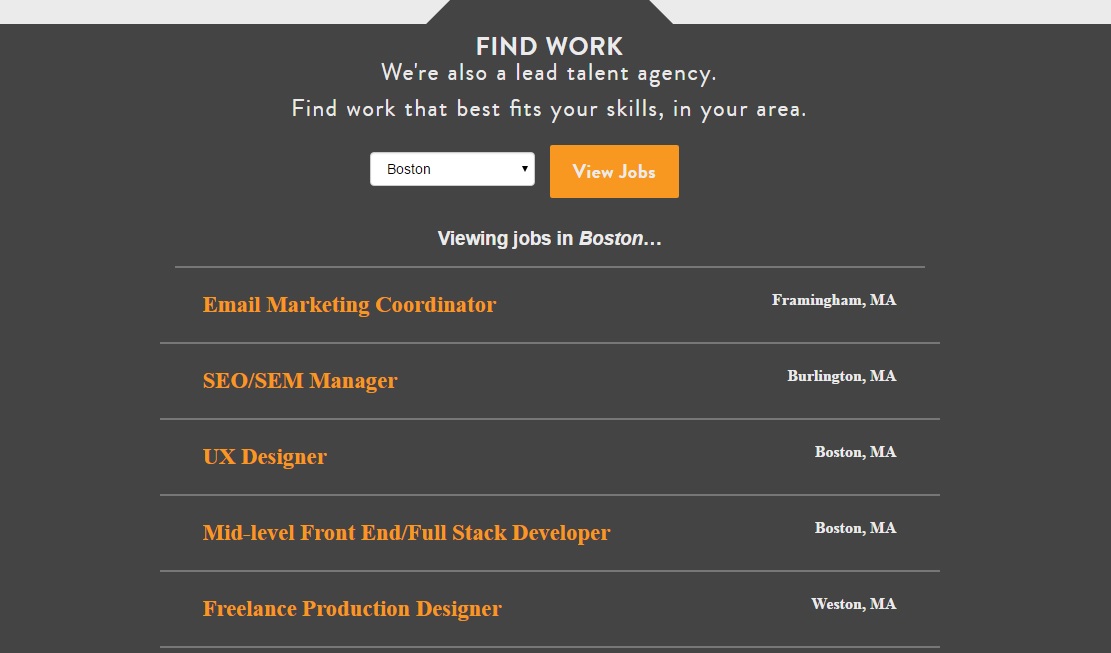 FIND WORK
We're also a lead talent agency.
Find work that best fits your skills, in your area.
Boston
View Jobs
Viewing jobs in Boston...
Email Marketing Coordinator
Framingham, MA
SEO/SEM Manager
Burlington, MA
UX Designer
Boston, MA
Mid-level Front End/Full Stack Developer
Boston, MA
Freelance Production Designer
Weston, MA